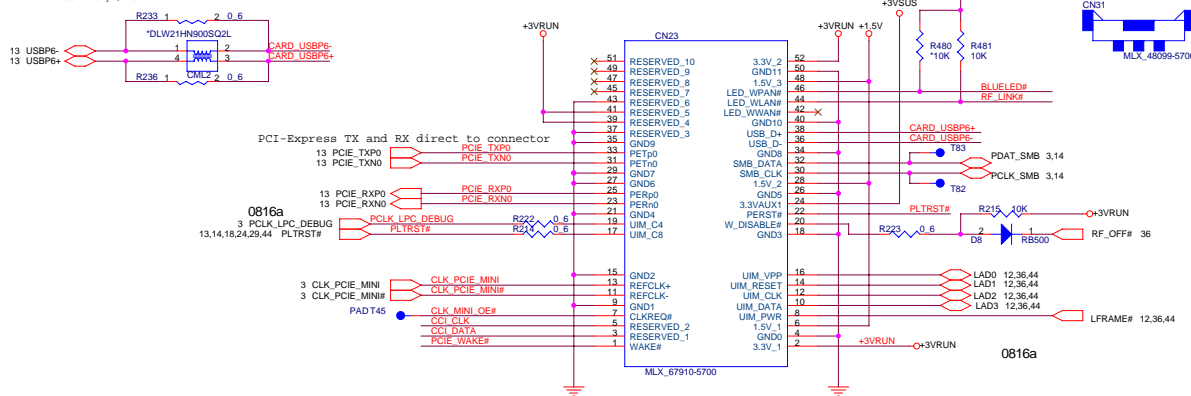 R233 1 2 0_6
*DLW21HN900SQ2L
13 USBP6- 1 2 CARD_USBP6-
13 USBP6+ 4 3 CARD_USBP6+
CML2
R236 1 2 0_6
+3VRUN
CN23
+3VRUN
+1.5V
+3VSUS
CN31
MLX_48099-5700
R480
*10K
R481
10K
51 RESERVED_10 3.3V_2 52
49 RESERVED_9 GND11 50
47 RESERVED_8 1.5V_3 48
45 RESERVED_7 LED_WPAN# 46 BLUELED#
43 RESERVED_6 LED_WLAN# 44 RF_LINK#
41 RESERVED_5 LED_WWAN# 42
39 RESERVED_4 GND10 40
37 RESERVED_3 USB_D+ 38 CARD_USBP6+
35 GND9 USB_D- 36 CARD_USBP6-
PCI-Express TX and RX direct to connector
13 PCIE_TXP0 PCIE_TXP0 33 PETp0 GND8 34 T83
13 PCIE_TXN0 PCIE_TXN0 31 PETn0 SMB_DATA 32 PDAT_SMB 3,14
29 GND7 SMB_CLK 30 PCLK_SMB 3,14
27 GND6 1.5V_2 28 T82
13 PCIE_RXP0 PCIE_RXP0 25 PERp0 GND5 26
13 PCIE_RXN0 PCIE_RXN0 23 PERn0 3.3VAUX1 24
0816a
21 GND4 PERST# 22 PLTRST# R215 10K +3VRUN
3 PCLK_LPC_DEBUG PCLK_LPC_DEBUG R222 0_6 19 UIM_C4 W_DISABLE# 20
13,14,18,24,29,44 PLTRST# PLTRST# R214 0_6 17 UIM_C8 GND3 18 R223 0_6 2 1 RF_OFF# 36
D8 RB500
15 GND2 UIM_VPP 16 LAD0 12,36,44
3 CLK_PCIE_MINI CLK_PCIE_MINI 13 REFCLK+ UIM_RESET 14 LAD1 12,36,44
3 CLK_PCIE_MINI# CLK_PCIE_MINI# 11 REFCLK- UIM_CLK 12 LAD2 12,36,44
9 GND1 UIM_DATA 10 LAD3 12,36,44
PAD T45 CLK_MINI_OE# 7 CLKREQ# UIM_PWR 8 LFRAME# 12,36,44
CCI_CLK 5 RESERVED_2 1.5V_1 6
CCI_DATA 3 RESERVED_1 GND0 4
PCIE_WAKE# 1 WAKE# 3.3V_1 2 +3VRUN +3VRUN
0816a
MLX_67910-5700